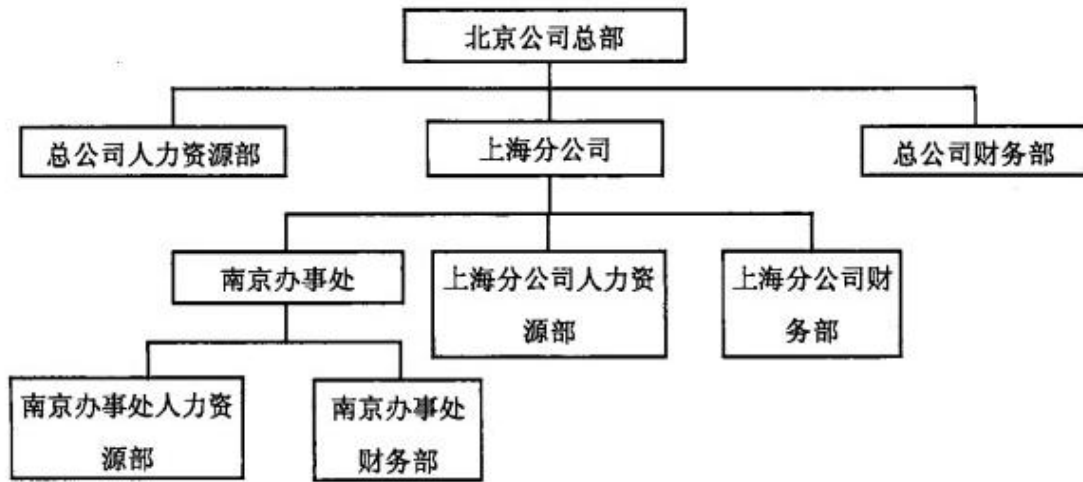 北京公司总部
总公司人力资源部
上海分公司
总公司财务部
南京办事处
上海分公司人力资
源部
上海分公司财
务部
南京办事处人力资
源部
南京办事处
财务部